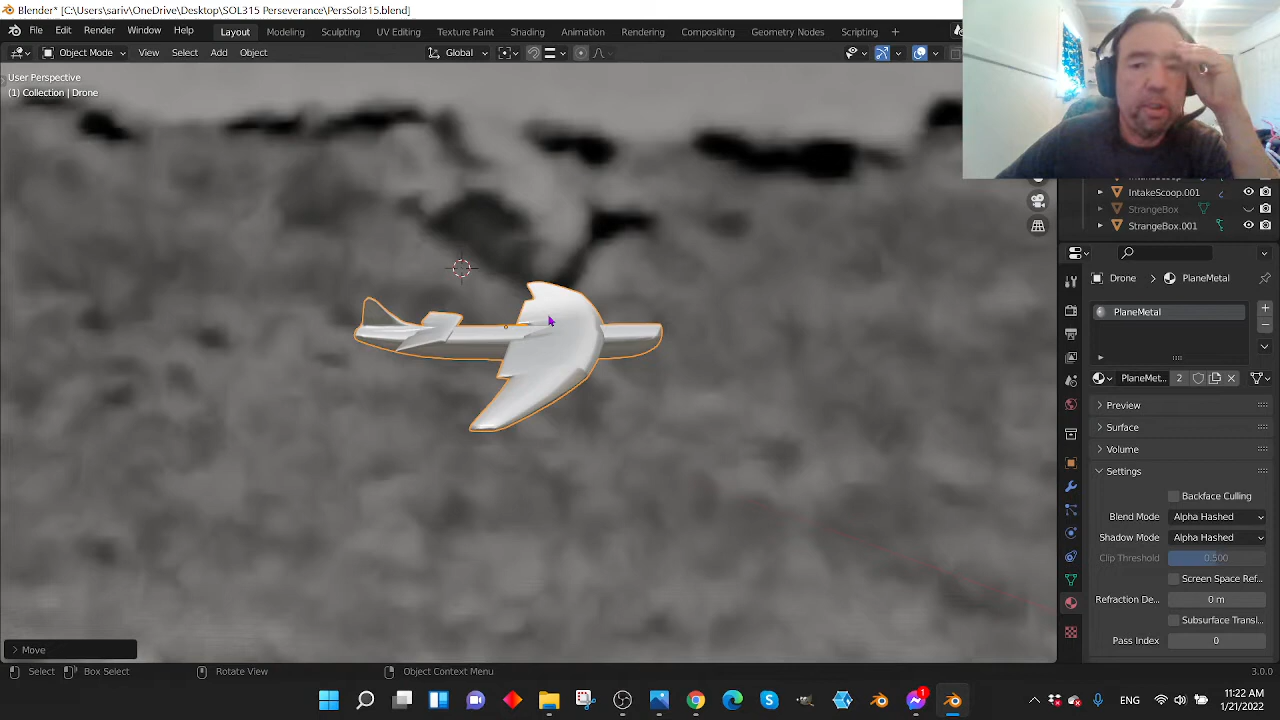 Blender* [C:\Users\sariv\OneDrive\Desktop\SOL315 Perseverance\PersSol315.blend]
File Edit Render Window Help Layout Modeling Sculpting UV Editing Texture Paint Shading Animation Rendering Compositing Geometry Nodes Scripting +
Object Mode View Select Add Object Global
User Perspective
(1) Collection | Drone
IntakeScoop
IntakeScoop.001
StrangeBox
StrangeBox.001
Drone > PlaneMetal
PlaneMetal
PlaneMet... 2
Preview
Surface
Volume
Settings
Backface Culling
Blend Mode Alpha Hashed
Shadow Mode Alpha Hashed
Clip Threshold 0.500
Screen Space Ref...
Refraction De... 0 m
Subsurface Transl...
Pass Index 0
> Move
Select Box Select Rotate View Object Context Menu 3.0.0
1 ENG 11:22 AM
1/21/2022